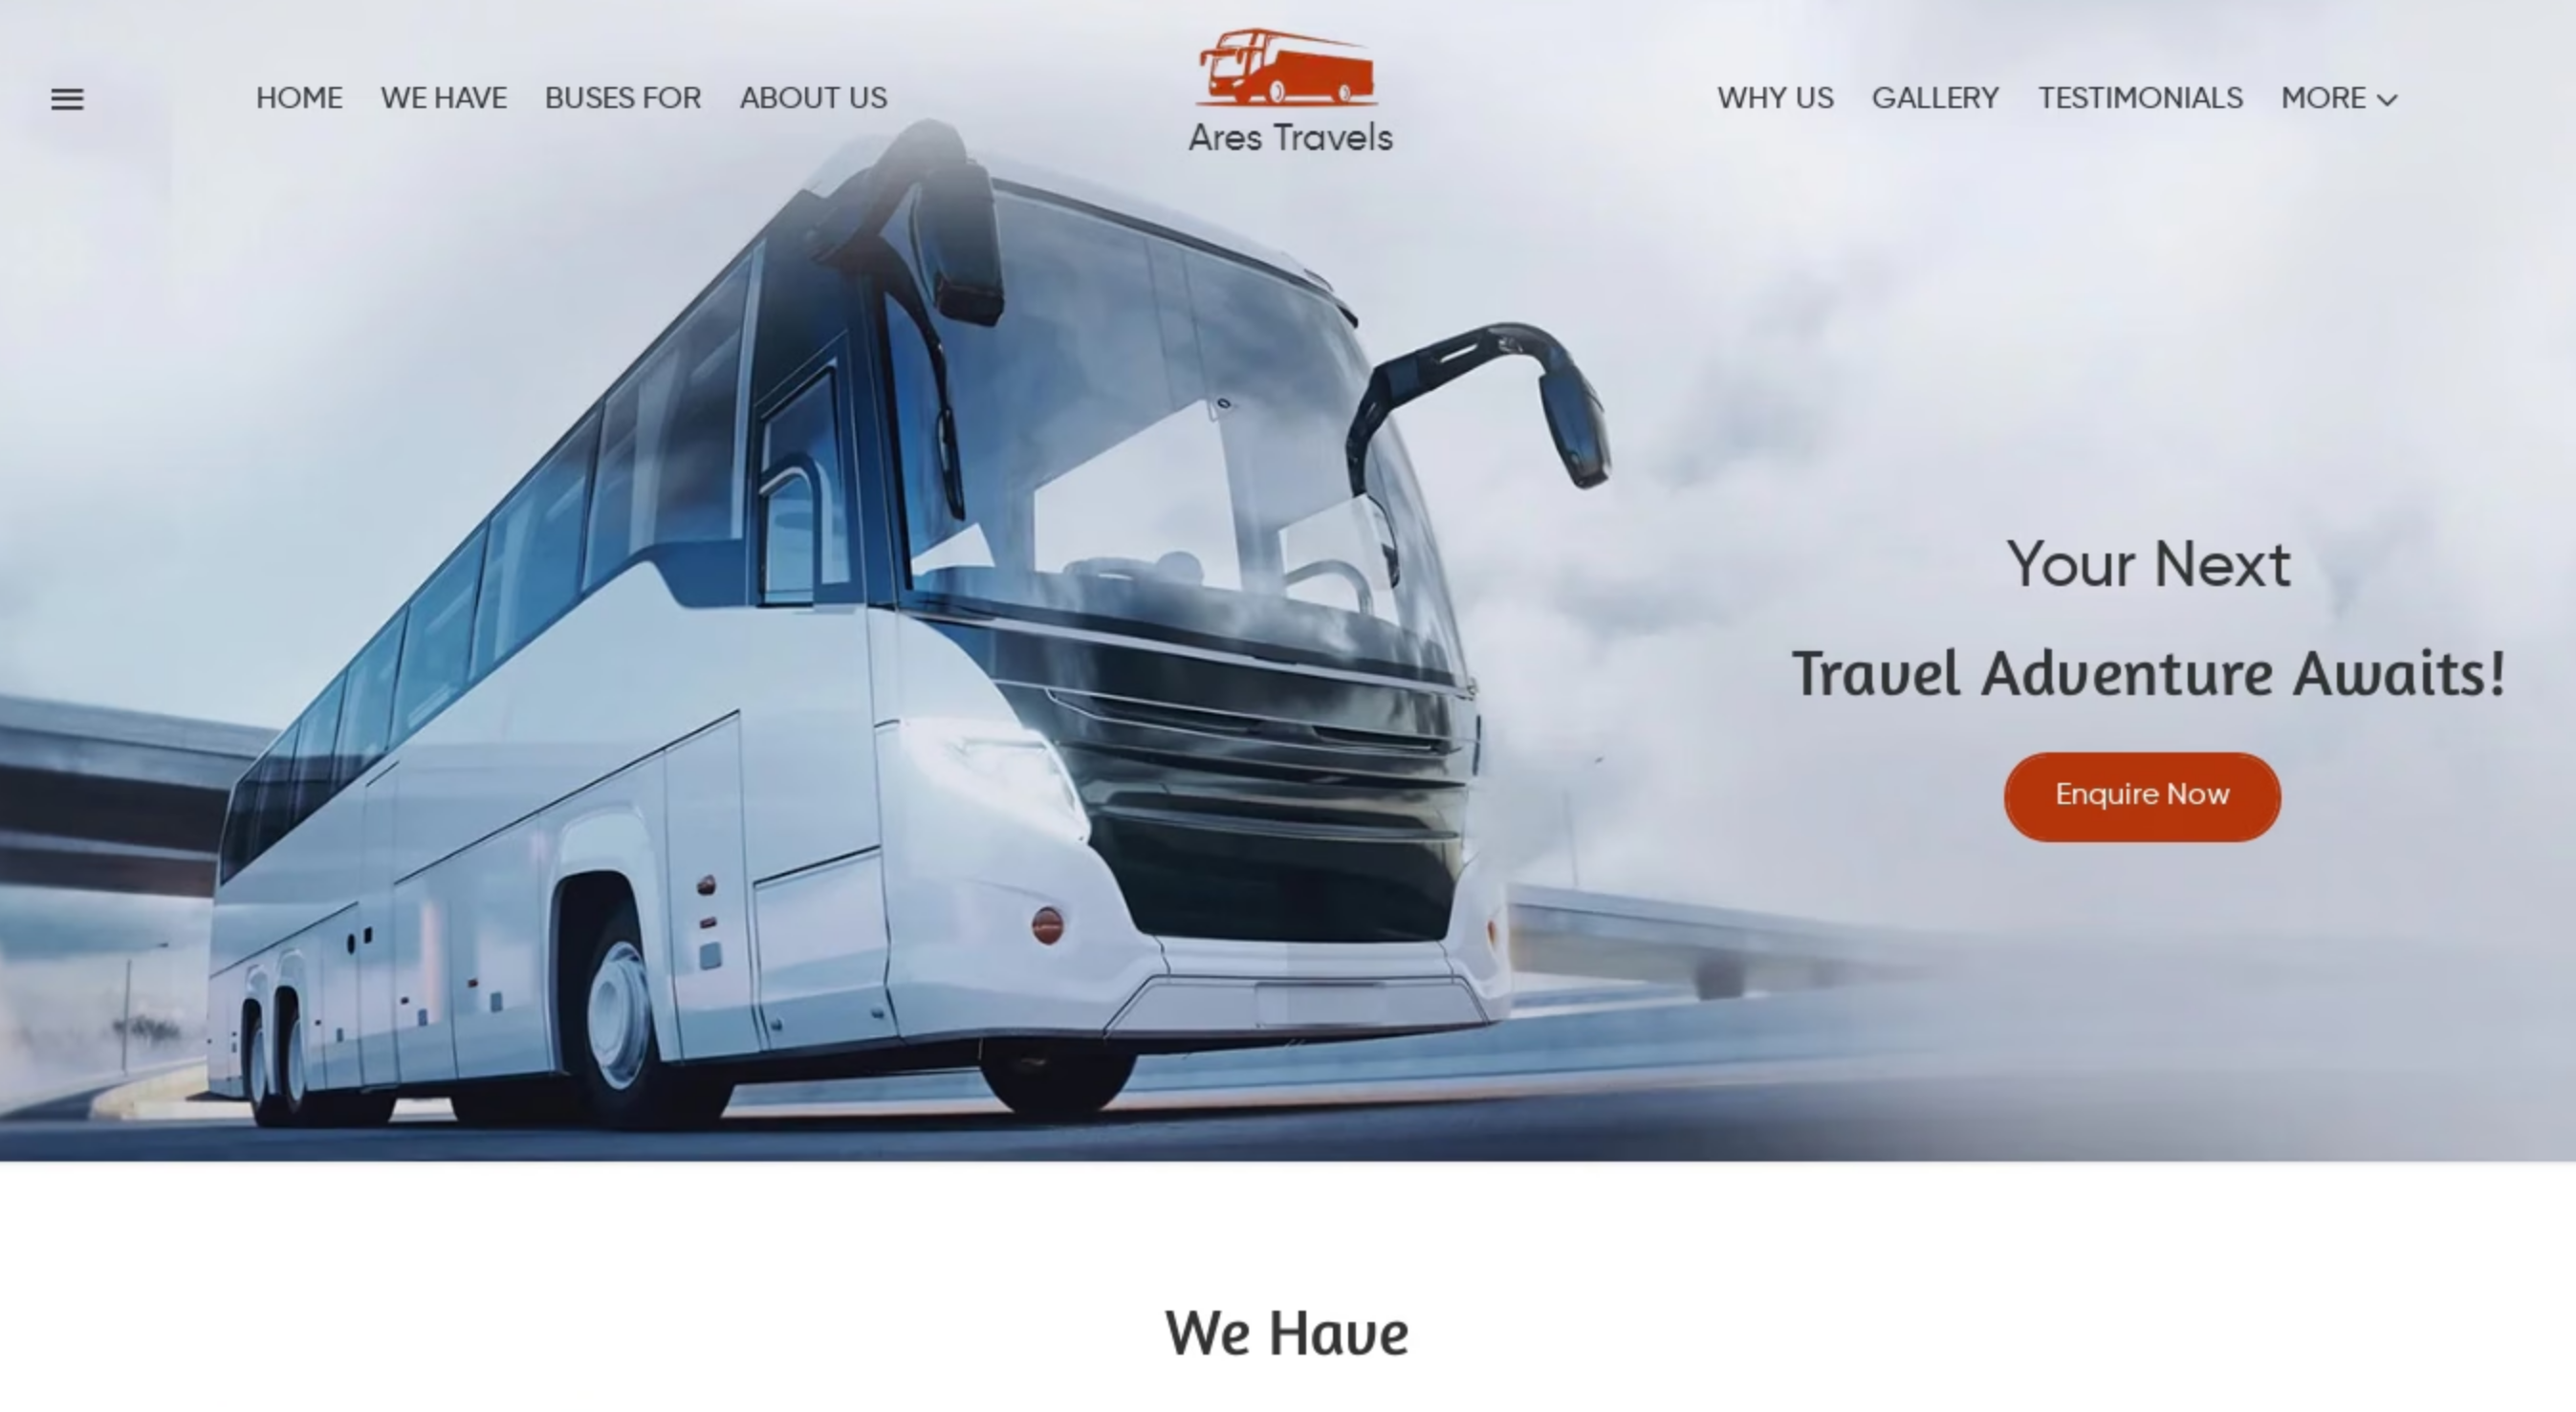 HOME WE HAVE BUSES FOR ABOUT US
Ares Travels
WHY US GALLERY TESTIMONIALS MORE
Your Next
Travel Adventure Awaits!
Enquire Now
We Have